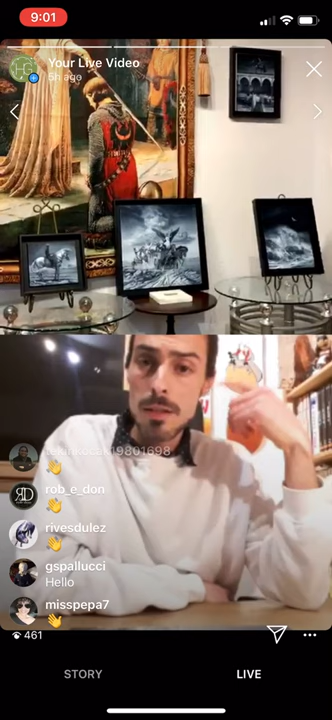 9:01
Your Live Video
5h ago
rob_e_don
rivesdulez
gspallucci
Hello
misspepa7
461
STORY
LIVE